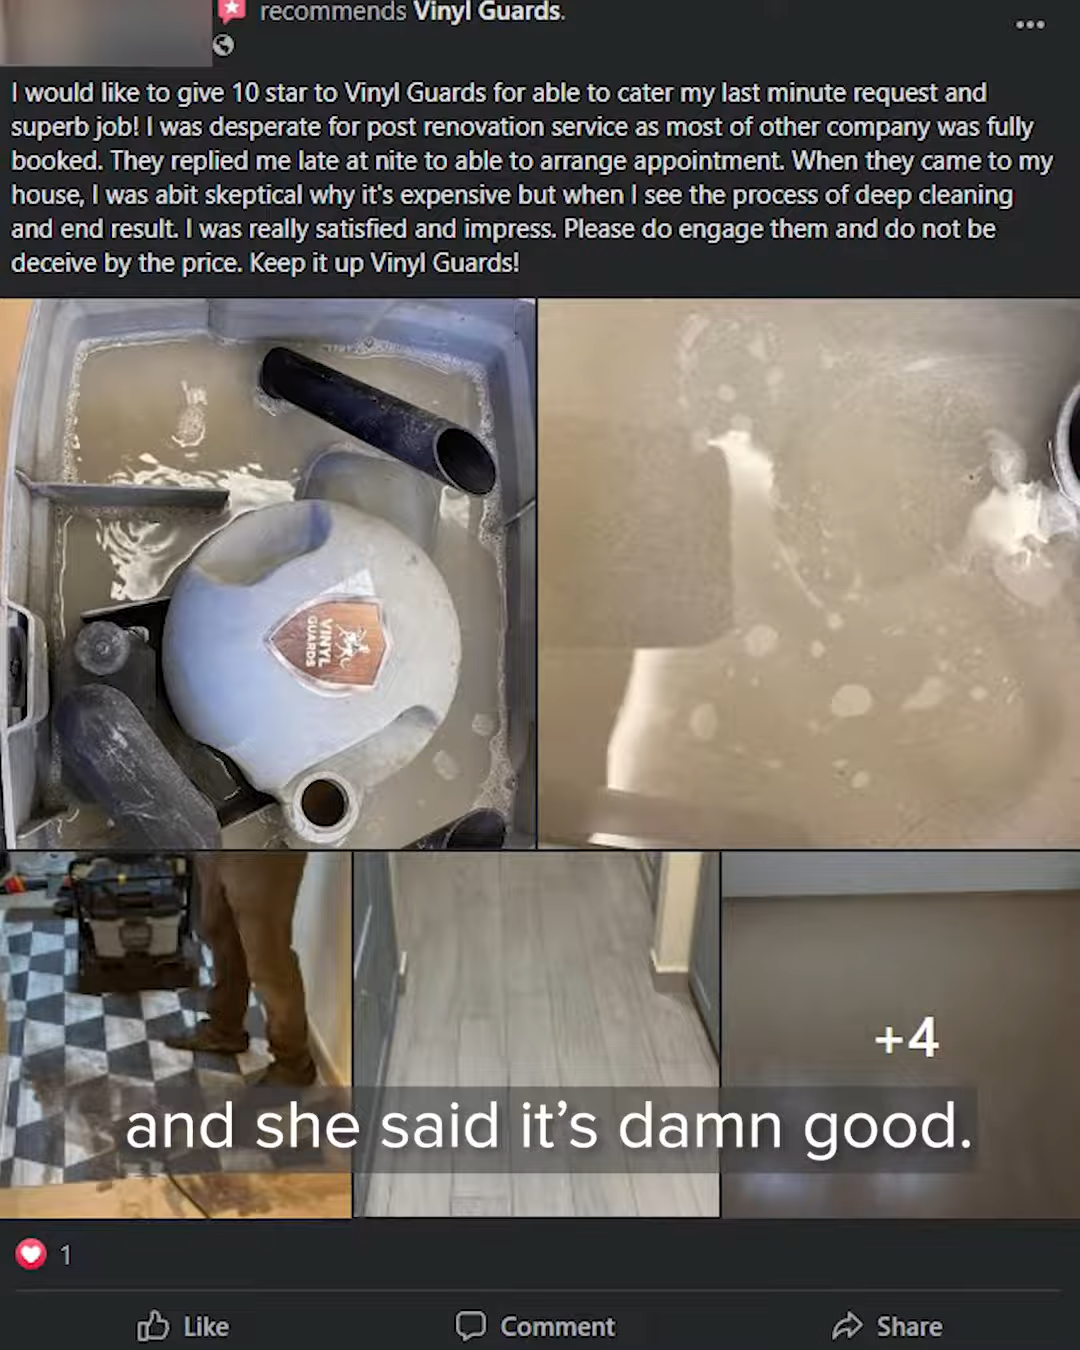 recommends Vinyl Guards.
I would like to give 10 star to Vinyl Guards for able to cater my last minute request and
superb job! I was desperate for post renovation service as most of other company was fully
booked. They replied me late at nite to able to arrange appointment. When they came to my
house, I was abit skeptical why it's expensive but when I see the process of deep cleaning
and end result. I was really satisfied and impress. Please do engage them and do not be
deceive by the price. Keep it up Vinyl Guards!
VINYL
GUARDS
+4
and she said it’s damn good.
1
Like
Comment
Share